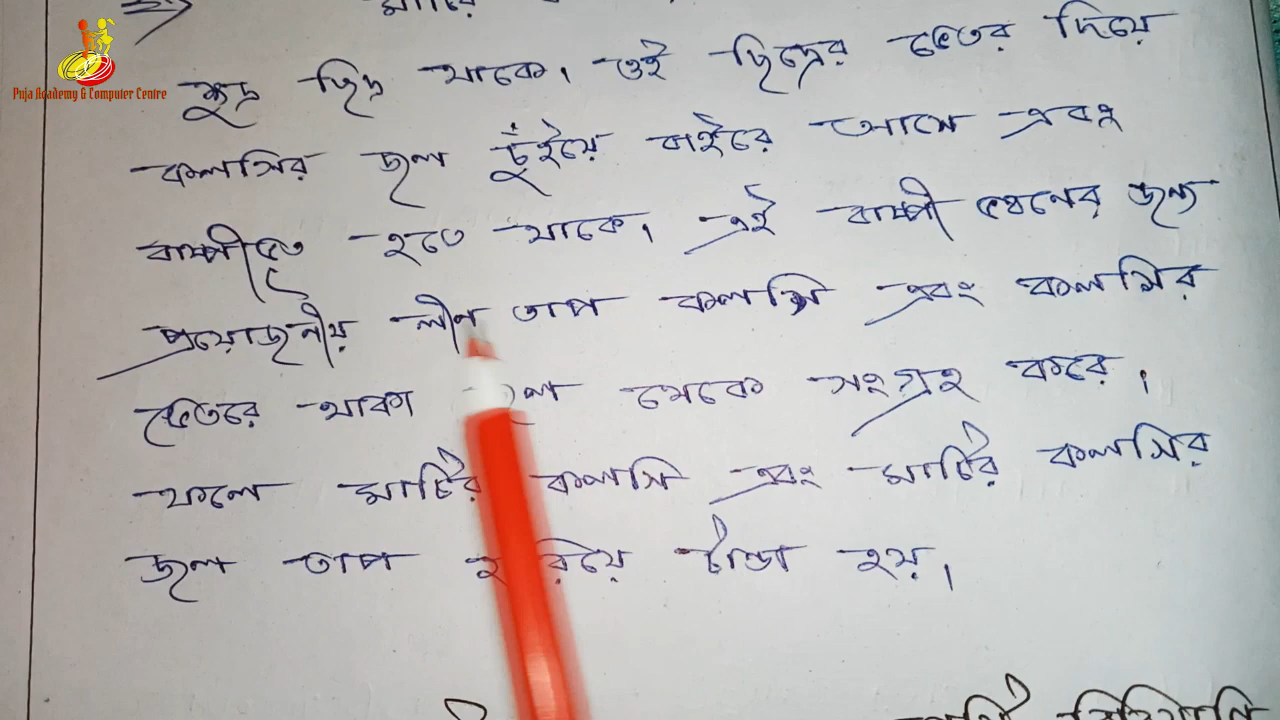 মাটির
Puja Academy & Computer Centre
ক্ষুদ্র ছিদ্র থাকে। ওই ছিদ্রের ভেতর দিয়ে
কলসির জল চুঁইয়ে বাইরে আসে এবং
বাষ্পীভূত হতে থাকে। এই বাষ্পীভবনের জন্য
প্রয়োজনীয় লীন তাপ কলসি এবং কলসির
ভেতরে থাকা জল থেকে সংগ্রহ করে।
ফলে মাটির কলসি এবং মাটির কলসির
জল তাপ হারিয়ে ঠান্ডা হয়।